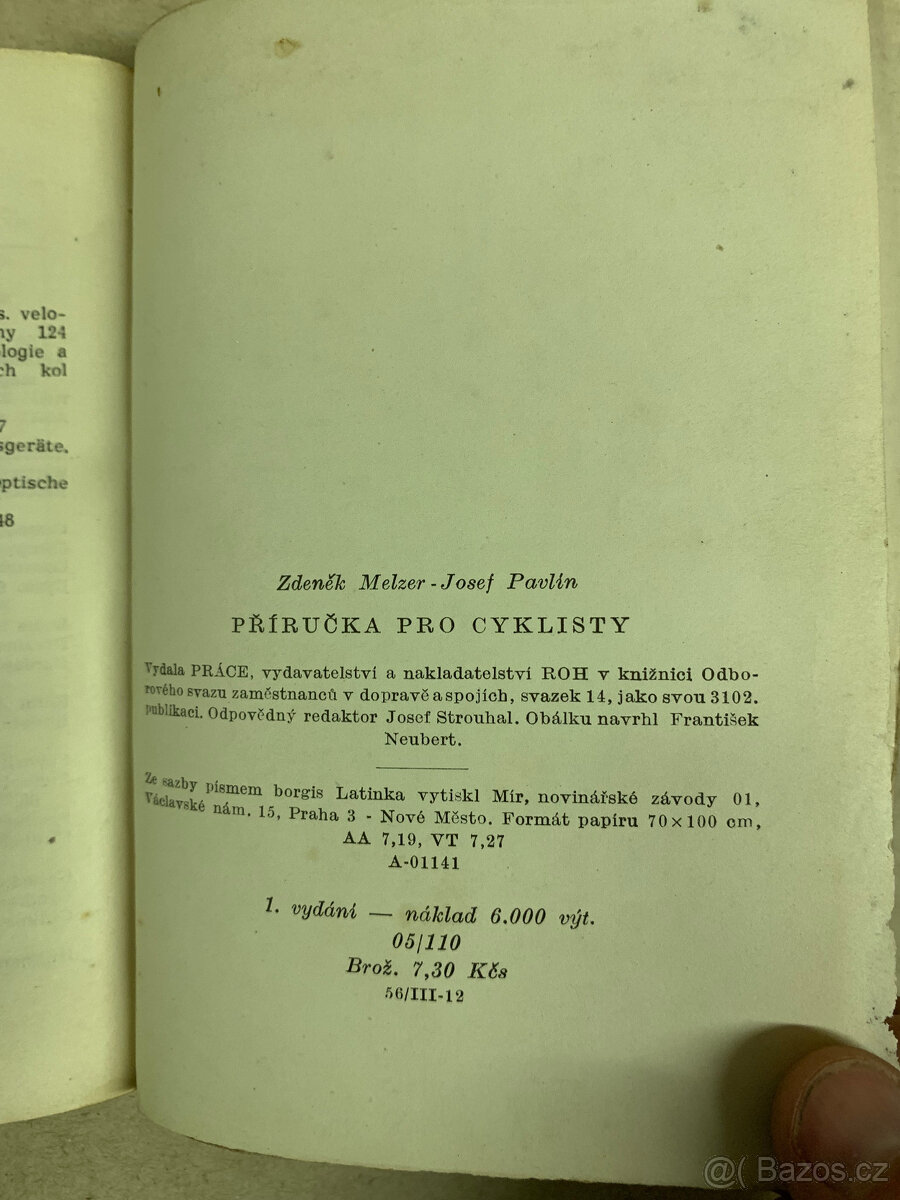 s. velo-
ny 124
logie a
ch kol
7
sgeräte.
ptische
48
Zdeněk Melzer - Josef Pavlín
PŘÍRUČKA PRO CYKLISTY
Vydala PRÁCE, vydavatelství a nakladatelství ROH v knižnici Odbo-
rového svazu zaměstnanců v dopravě a spojích, svazek 14, jako svou 3102.
publikaci. Odpovědný redaktor Josef Strouhal. Obálku navrhl František
Neubert.
Ze sazby písmem borgis Latinka vytiskl Mír, novinářské závody 01,
Václavské nám. 15, Praha 3 - Nové Město. Formát papíru 70×100 cm,
AA 7,19, VT 7,27
A-01141
1. vydání — náklad 6.000 výt.
05/110
Brož. 7,30 Kčs
56/III-12
@( Bazos.cz